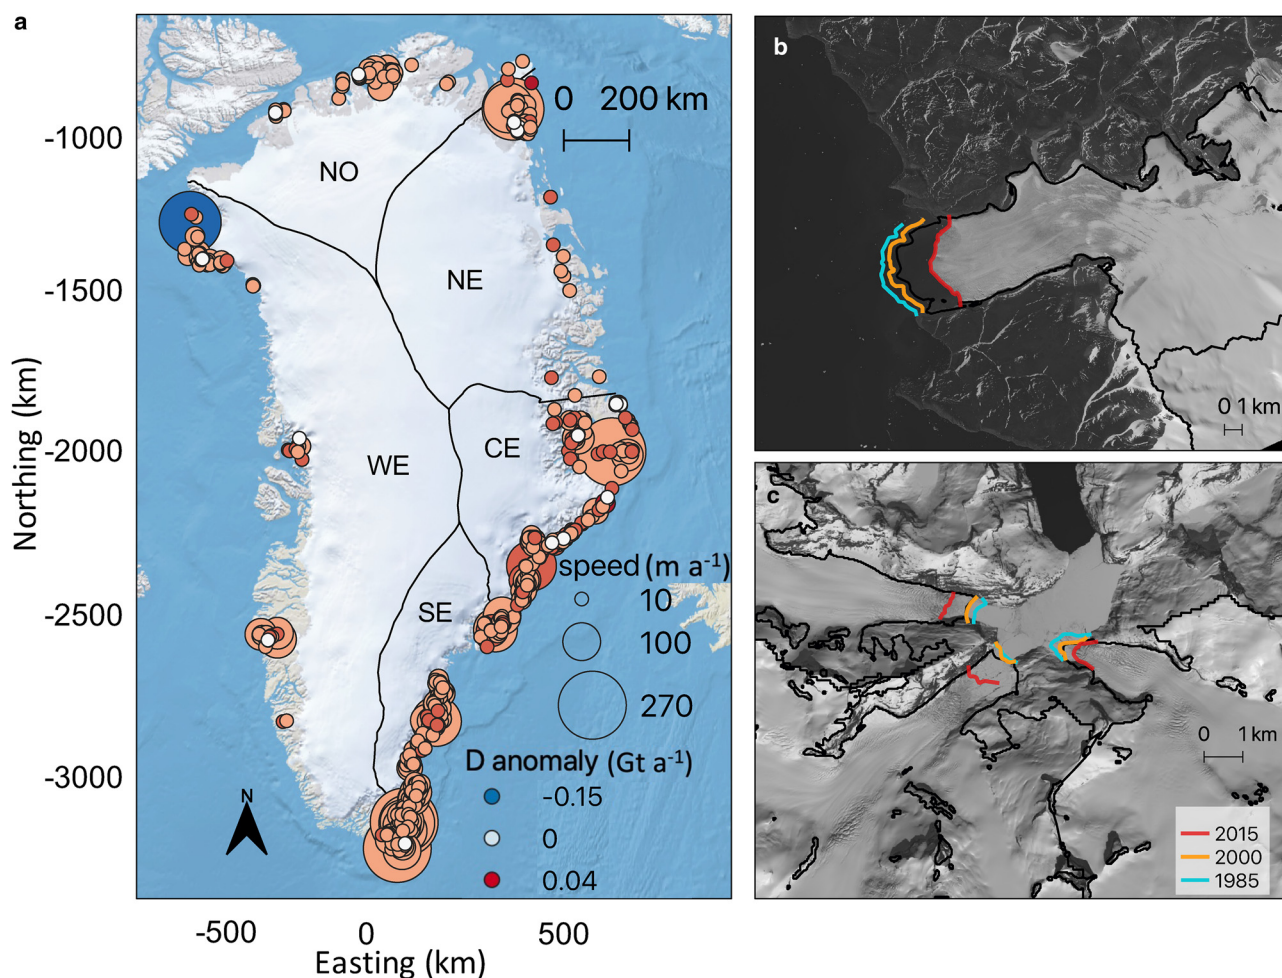 a
0 200 km
-1000
-1500
-2000
-2500
-3000
Northing (km)
NO
NE
WE
CE
SE
speed (m a-1)
10
100
270
D anomaly (Gt a-1)
-0.15
0
0.04
N
-500 0 500
Easting (km)
b
0 1 km
c
0 1 km
2015
2000
1985